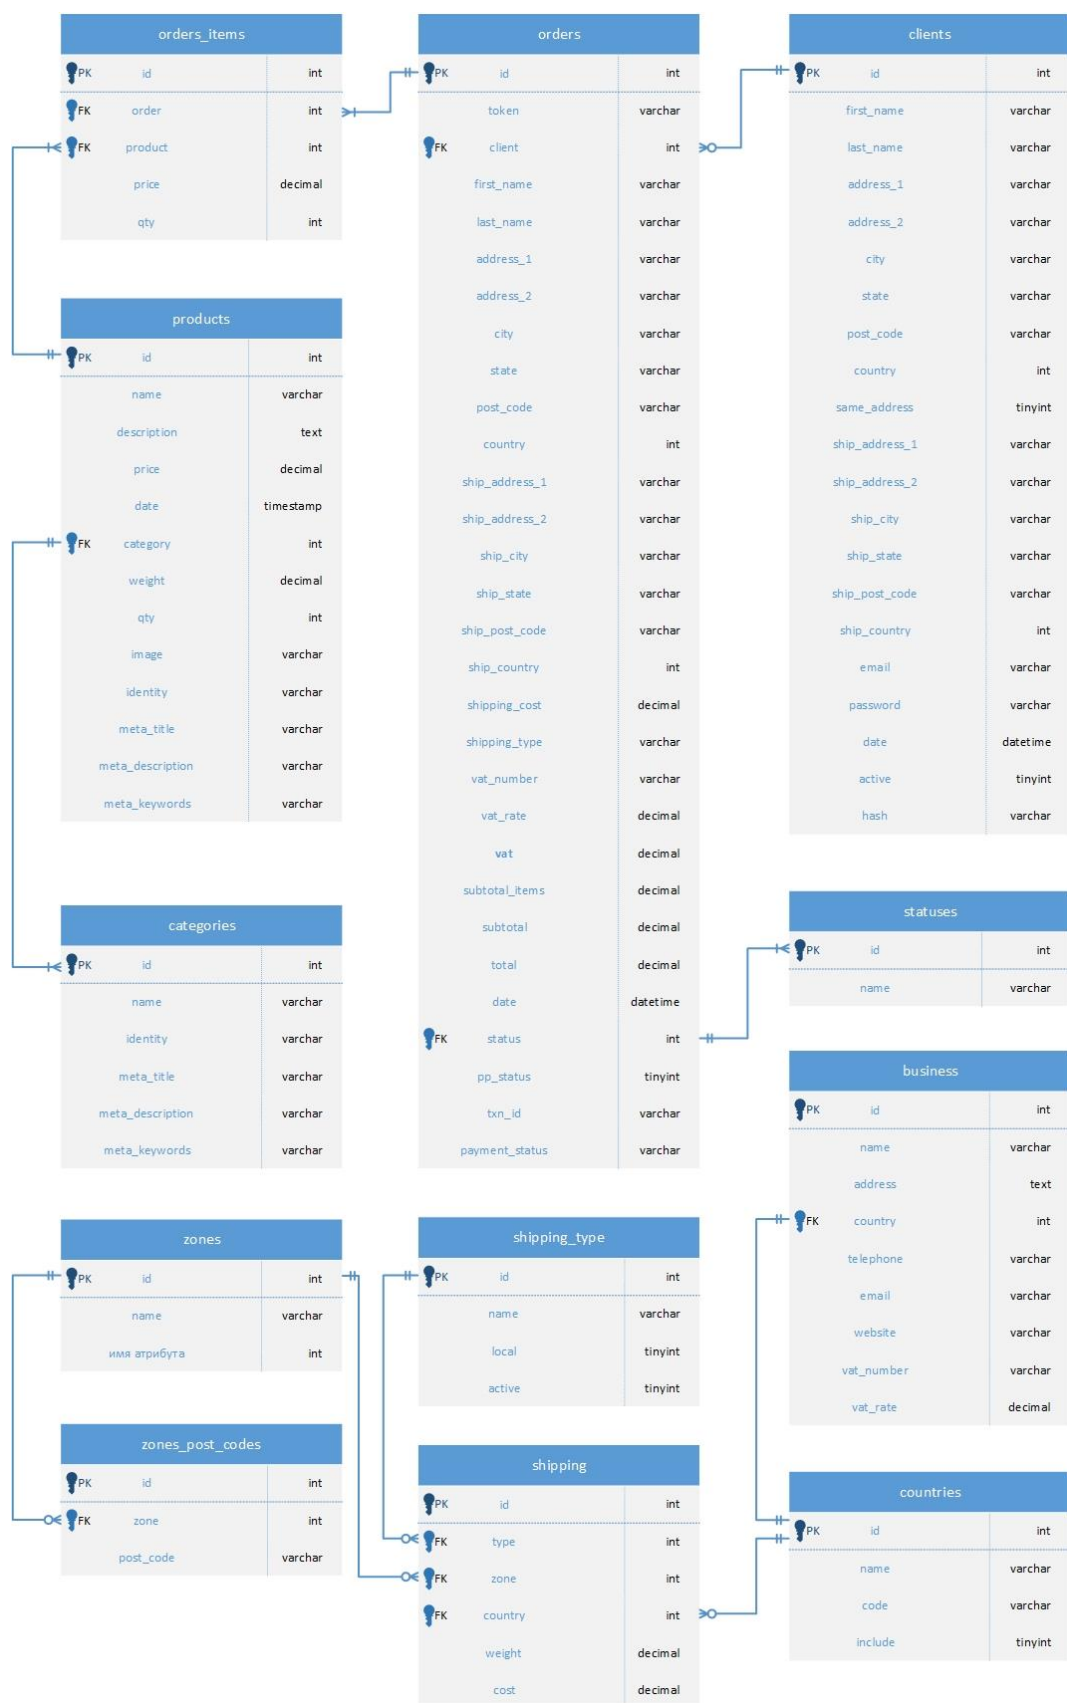 orders_items
PK id int
FK order int
FK product int
price decimal
qty int
products
PK id int
name varchar
description text
price decimal
date timestamp
FK category int
weight decimal
qty int
image varchar
identity varchar
meta_title varchar
meta_description varchar
meta_keywords varchar
categories
PK id int
name varchar
identity varchar
meta_title varchar
meta_description varchar
meta_keywords varchar
zones
PK id int
name varchar
имя атрибута int
zones_post_codes
PK id int
FK zone int
post_code varchar
orders
PK id int
token varchar
FK client int
first_name varchar
last_name varchar
address_1 varchar
address_2 varchar
city varchar
state varchar
post_code varchar
country int
ship_address_1 varchar
ship_address_2 varchar
ship_city varchar
ship_state varchar
ship_post_code varchar
ship_country int
shipping_cost decimal
shipping_type varchar
vat_number varchar
vat_rate decimal
vat decimal
subtotal_items decimal
subtotal decimal
total decimal
date datetime
FK status int
pp_status tinyint
txn_id varchar
payment_status varchar
shipping_type
PK id int
name varchar
local tinyint
active tinyint
shipping
PK id int
FK type int
FK zone int
FK country int
weight decimal
cost decimal
clients
PK id int
first_name varchar
last_name varchar
address_1 varchar
address_2 varchar
city varchar
state varchar
post_code varchar
country int
same_address tinyint
ship_address_1 varchar
ship_address_2 varchar
ship_city varchar
ship_state varchar
ship_post_code varchar
ship_country int
email varchar
password varchar
date datetime
active tinyint
hash varchar
statuses
PK id int
name varchar
business
PK id int
name varchar
address text
FK country int
telephone varchar
email varchar
website varchar
vat_number varchar
vat_rate decimal
countries
PK id int
name varchar
code varchar
include tinyint